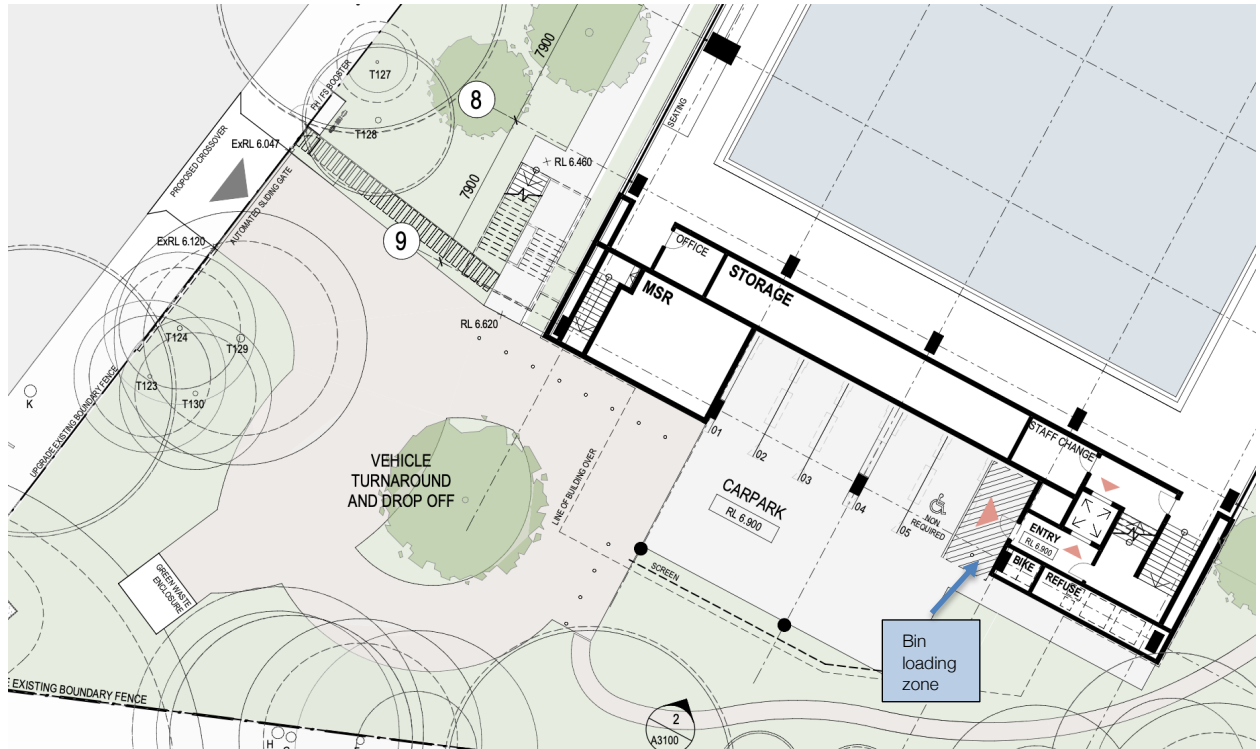 T127
FH / FS BOOSTER
7900
8
T128
SEATING
PROPOSED CROSSOVER
ExRL 6.047
RL 6.460
7900
AUTOMATED SLIDING GATE
ExRL 6.120
9
OFFICE
STORAGE
MSR
RL 6.620
T124
T129
T123
T130
K
UPGRADE EXISTING BOUNDARY FENCE
01
02
03
04
05
STAFF CHANGE
VEHICLE
TURNAROUND
AND DROP OFF
LINE OF BUILDING OVER
CARPARK
RL 6.900
NON
REQUIRED
ENTRY
RL 6.900
BIKE
REFUSE
SCREEN
GREEN WASTE
ENCLOSURE
Bin
loading
zone
E EXISTING BOUNDARY FENCE
2
A3100
H